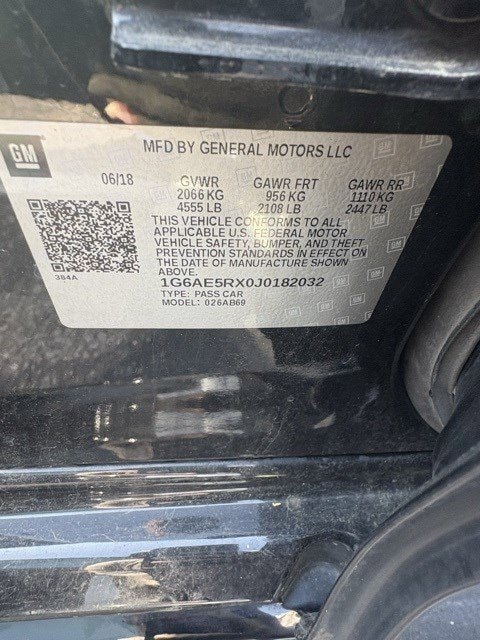 GM
MFD BY GENERAL MOTORS LLC
06/18 GVWR GAWR FRT GAWR RR
2066 KG 956 KG 1110 KG
4555 LB 2108 LB 2447 LB
THIS VEHICLE CONFORMS TO ALL
APPLICABLE U.S. FEDERAL MOTOR
VEHICLE SAFETY, BUMPER, AND THEFT
PREVENTION STANDARDS IN EFFECT ON
THE DATE OF MANUFACTURE SHOWN
ABOVE.
384A
1G6AE5RX0J0182032
TYPE: PASS CAR
MODEL: 026AB69